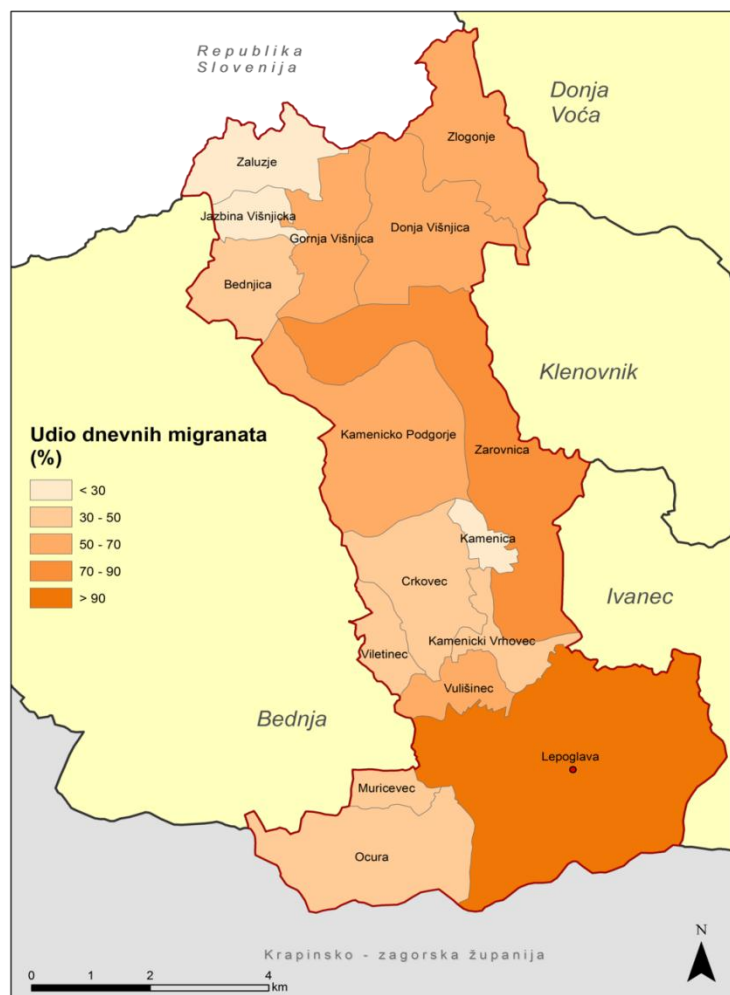 Republika
Slovenija
Donja
Voća
Zlogonje
Zaluzje
Jazbina Višnjicka
Gornja Višnjica
Donja Višnjica
Bednjica
Klenovnik
Udio dnevnih migranata
(%)
< 30
30 - 50
50 - 70
70 - 90
> 90
Kamenicko Podgorje
Zarovnica
Kamenica
Crkovec
Ivanec
Kamenicki Vrhovec
Viletinec
Vulišinec
Bednja
Lepoglava
Muricevec
Ocura
Krapinsko - zagorska županija
N
0 1 2 4
km